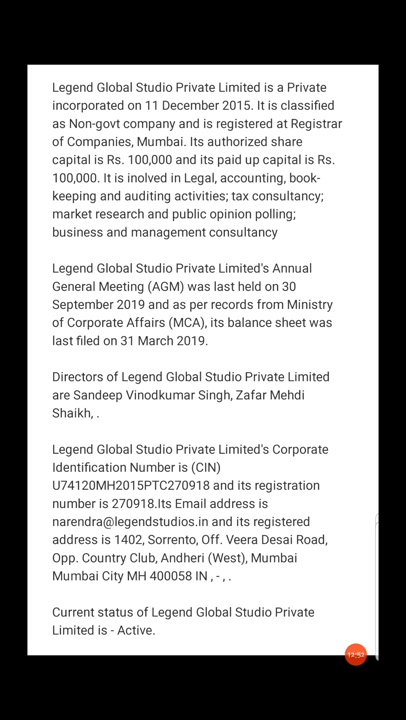 Legend Global Studio Private Limited is a Private
incorporated on 11 December 2015. It is classified
as Non-govt company and is registered at Registrar
of Companies, Mumbai. Its authorized share
capital is Rs. 100,000 and its paid up capital is Rs.
100,000. It is inolved in Legal, accounting, book-
keeping and auditing activities; tax consultancy;
market research and public opinion polling;
business and management consultancy
Legend Global Studio Private Limited's Annual
General Meeting (AGM) was last held on 30
September 2019 and as per records from Ministry
of Corporate Affairs (MCA), its balance sheet was
last filed on 31 March 2019.
Directors of Legend Global Studio Private Limited
are Sandeep Vinodkumar Singh, Zafar Mehdi
Shaikh, .
Legend Global Studio Private Limited's Corporate
Identification Number is (CIN)
U74120MH2015PTC270918 and its registration
number is 270918.Its Email address is
narendra@legendstudios.in and its registered
address is 1402, Sorrento, Off. Veera Desai Road,
Opp. Country Club, Andheri (West), Mumbai
Mumbai City MH 400058 IN , - , .
Current status of Legend Global Studio Private
Limited is - Active.
12:52